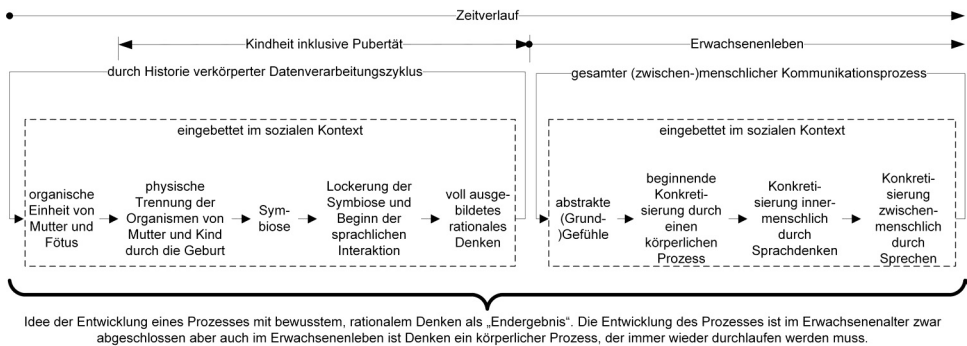 Zeitverlauf
Kindheit inklusive Pubertät
Erwachsenenleben
durch Historie verkörperter Datenverarbeitungszyklus
gesamter (zwischen-)menschlicher Kommunikationsprozess
eingebettet im sozialen Kontext
organische
Einheit von
Mutter und
Fötus
physische
Trennung der
Organismen von
Mutter und Kind
durch die Geburt
Sym-
biose
Lockerung der
Symbiose und
Beginn der
sprachlichen
Interaktion
voll ausge-
bildetes
rationales
Denken
eingebettet im sozialen Kontext
abstrakte
(Grund-
)Gefühle
beginnende
Konkreti-
sierung durch
einen
körperlichen
Prozess
Konkreti-
sierung inner-
menschlich
durch
Sprachdenken
Konkreti-
sierung
zwischen-
menschlich
durch
Sprechen
Idee der Entwicklung eines Prozesses mit bewusstem, rationalem Denken als „Endergebnis“. Die Entwicklung des Prozesses ist im Erwachsenenalter zwar
abgeschlossen aber auch im Erwachsenenleben ist Denken ein körperlicher Prozess, der immer wieder durchlaufen werden muss.